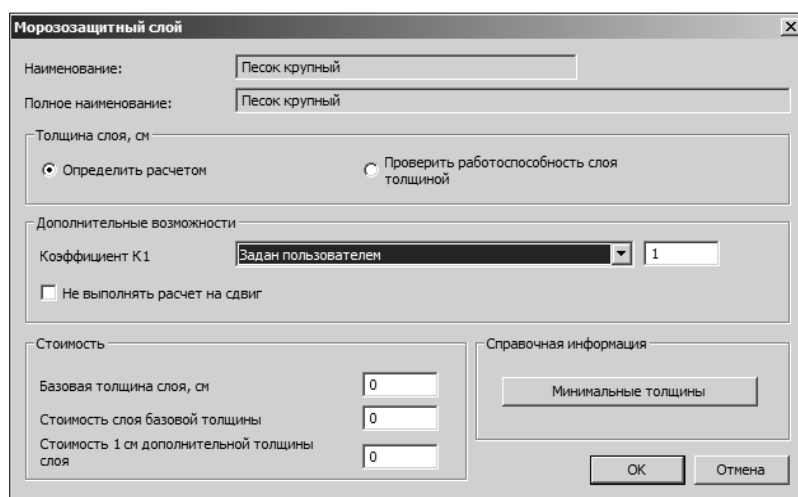 Морозозащитный слой
Наименование: Песок крупный
Полное наименование: Песок крупный
Толщина слоя, см
Определить расчетом
Проверить работоспособность слоя
толщиной
Дополнительные возможности
Коэффициент К1 Задан пользователем 1
Не выполнять расчет на сдвиг
Стоимость
Базовая толщина слоя, см 0
Стоимость слоя базовой толщины 0
Стоимость 1 см дополнительной толщины
слоя 0
Справочная информация
Минимальные толщины
OK Отмена